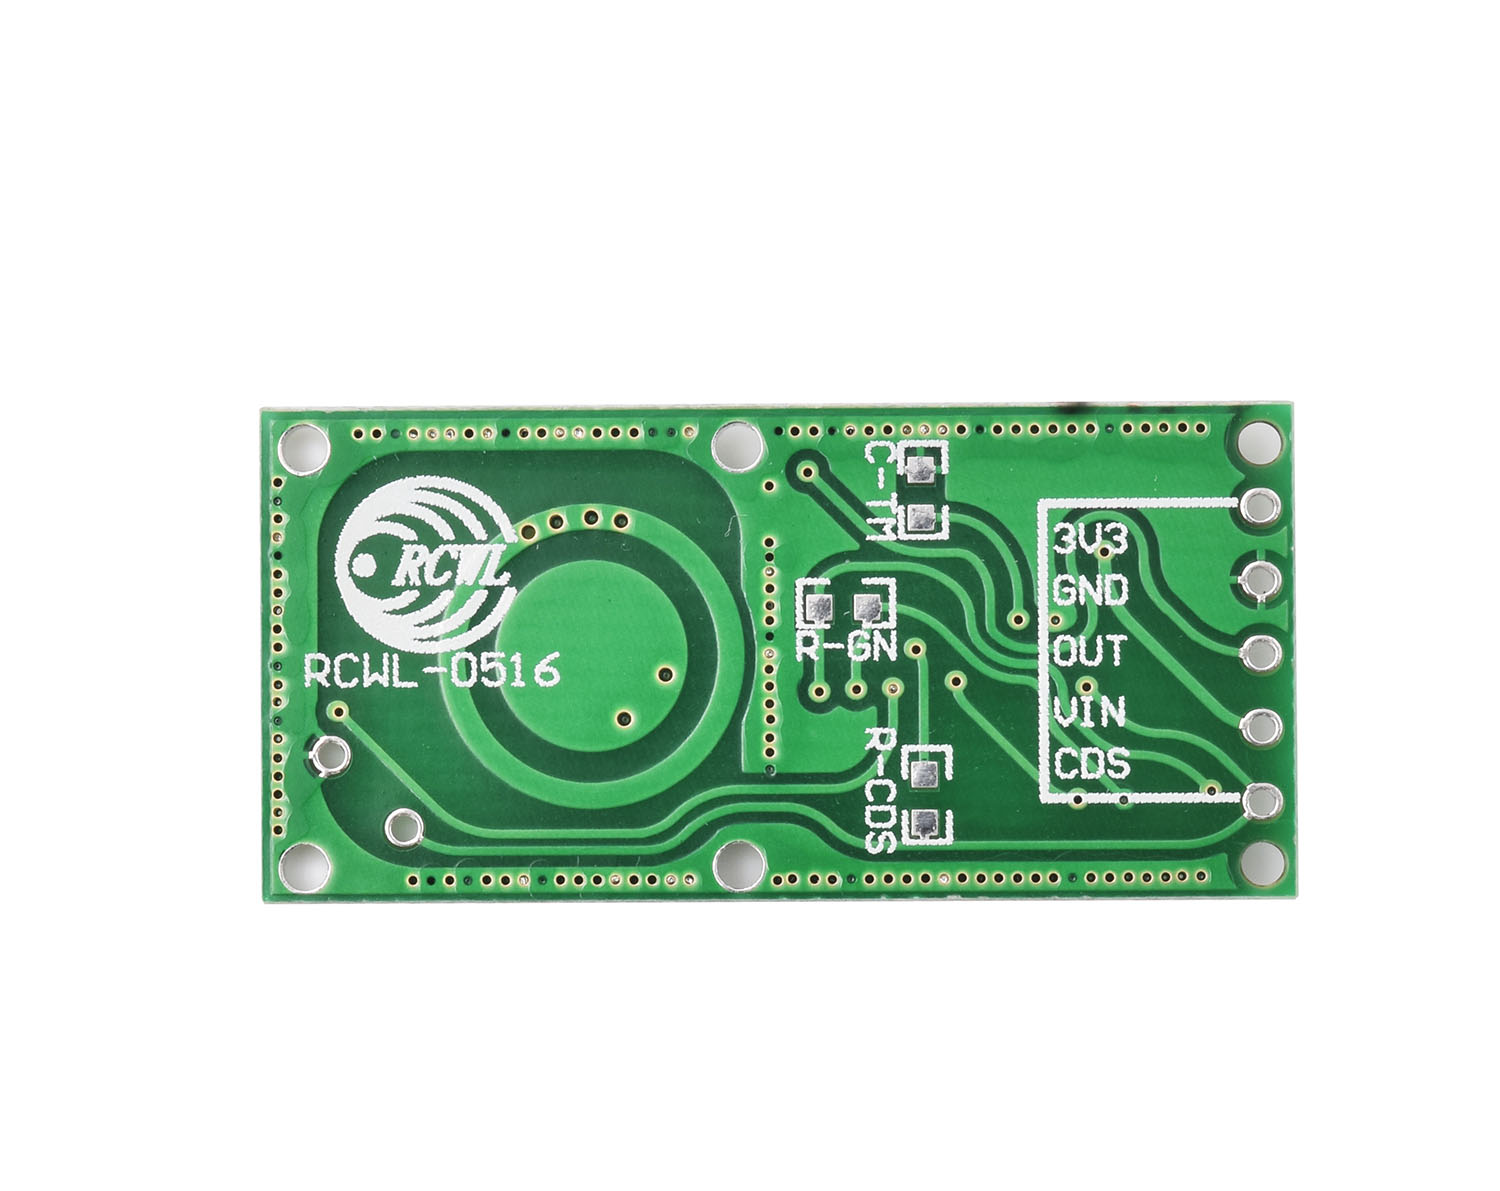 RCWL
RCWL-0516
C-TM
R-GN
R-CDS
3V3
GND
OUT
VIN
CDS